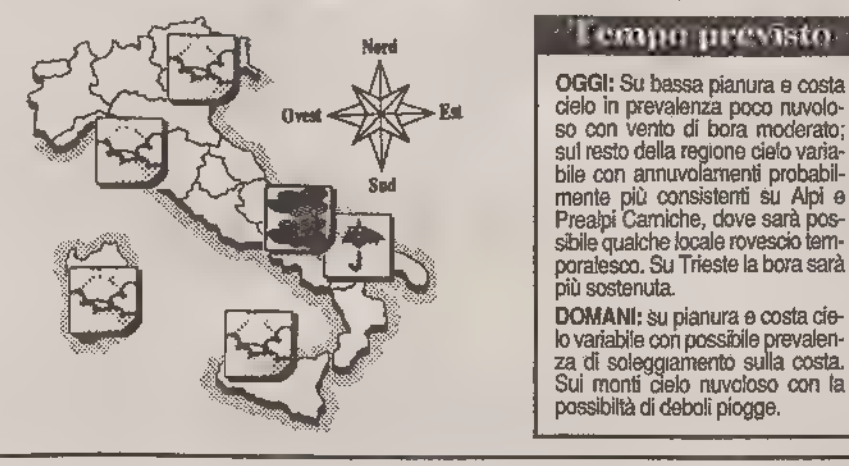 Nord
Ovest
Est
Sud
Tempo previsto
OGGI: Su bassa pianura e costa
cielo in prevalenza poco nuvolo-
so con vento di bora moderato;
sul resto della regione cielo varia-
bile con annuvolamenti probabil-
mente più consistenti su Alpi e
Prealpi Carniche, dove sarà pos-
sibile qualche locale rovescio tem-
poralesco. Su Trieste la bora sarà
più sostenuta.
DOMANI: su pianura e costa cie-
lo variabile con possibile prevalen-
za di soleggiamento sulla costa.
Sui monti cielo nuvoloso con la
possibiltà di deboli piogge.